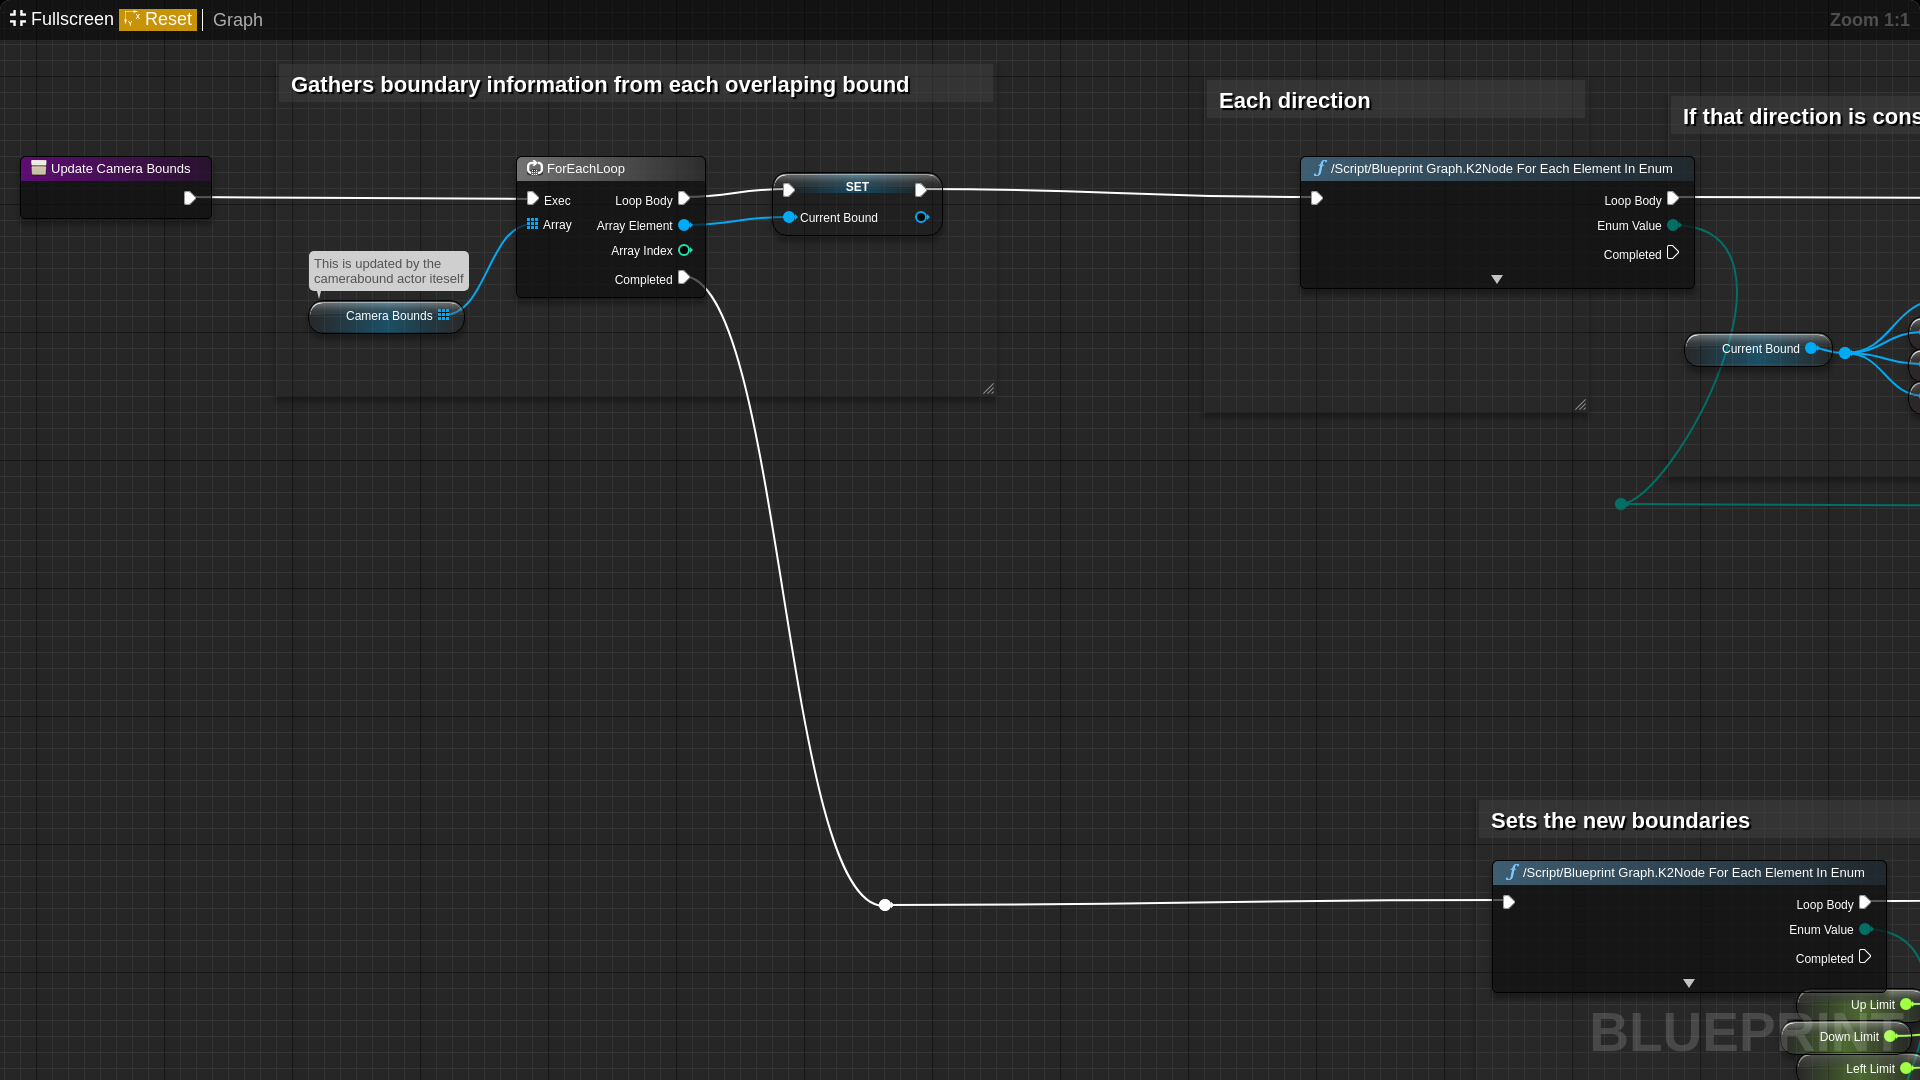 Fullscreen Reset Graph Zoom 1:1
Gathers boundary information from each overlaping bound
Each direction
If that direction is cons
Update Camera Bounds
ForEachLoop
Exec Loop Body
Array Array Element
Array Index
Completed
SET
Current Bound
/Script/Blueprint Graph.K2Node For Each Element In Enum
Loop Body
Enum Value
Completed
This is updated by the
camerabound actor iteself
Camera Bounds
Current Bound
Sets the new boundaries
/Script/Blueprint Graph.K2Node For Each Element In Enum
Loop Body
Enum Value
Completed
Up Limit
Down Limit
Left Limit
BLUEPRINT